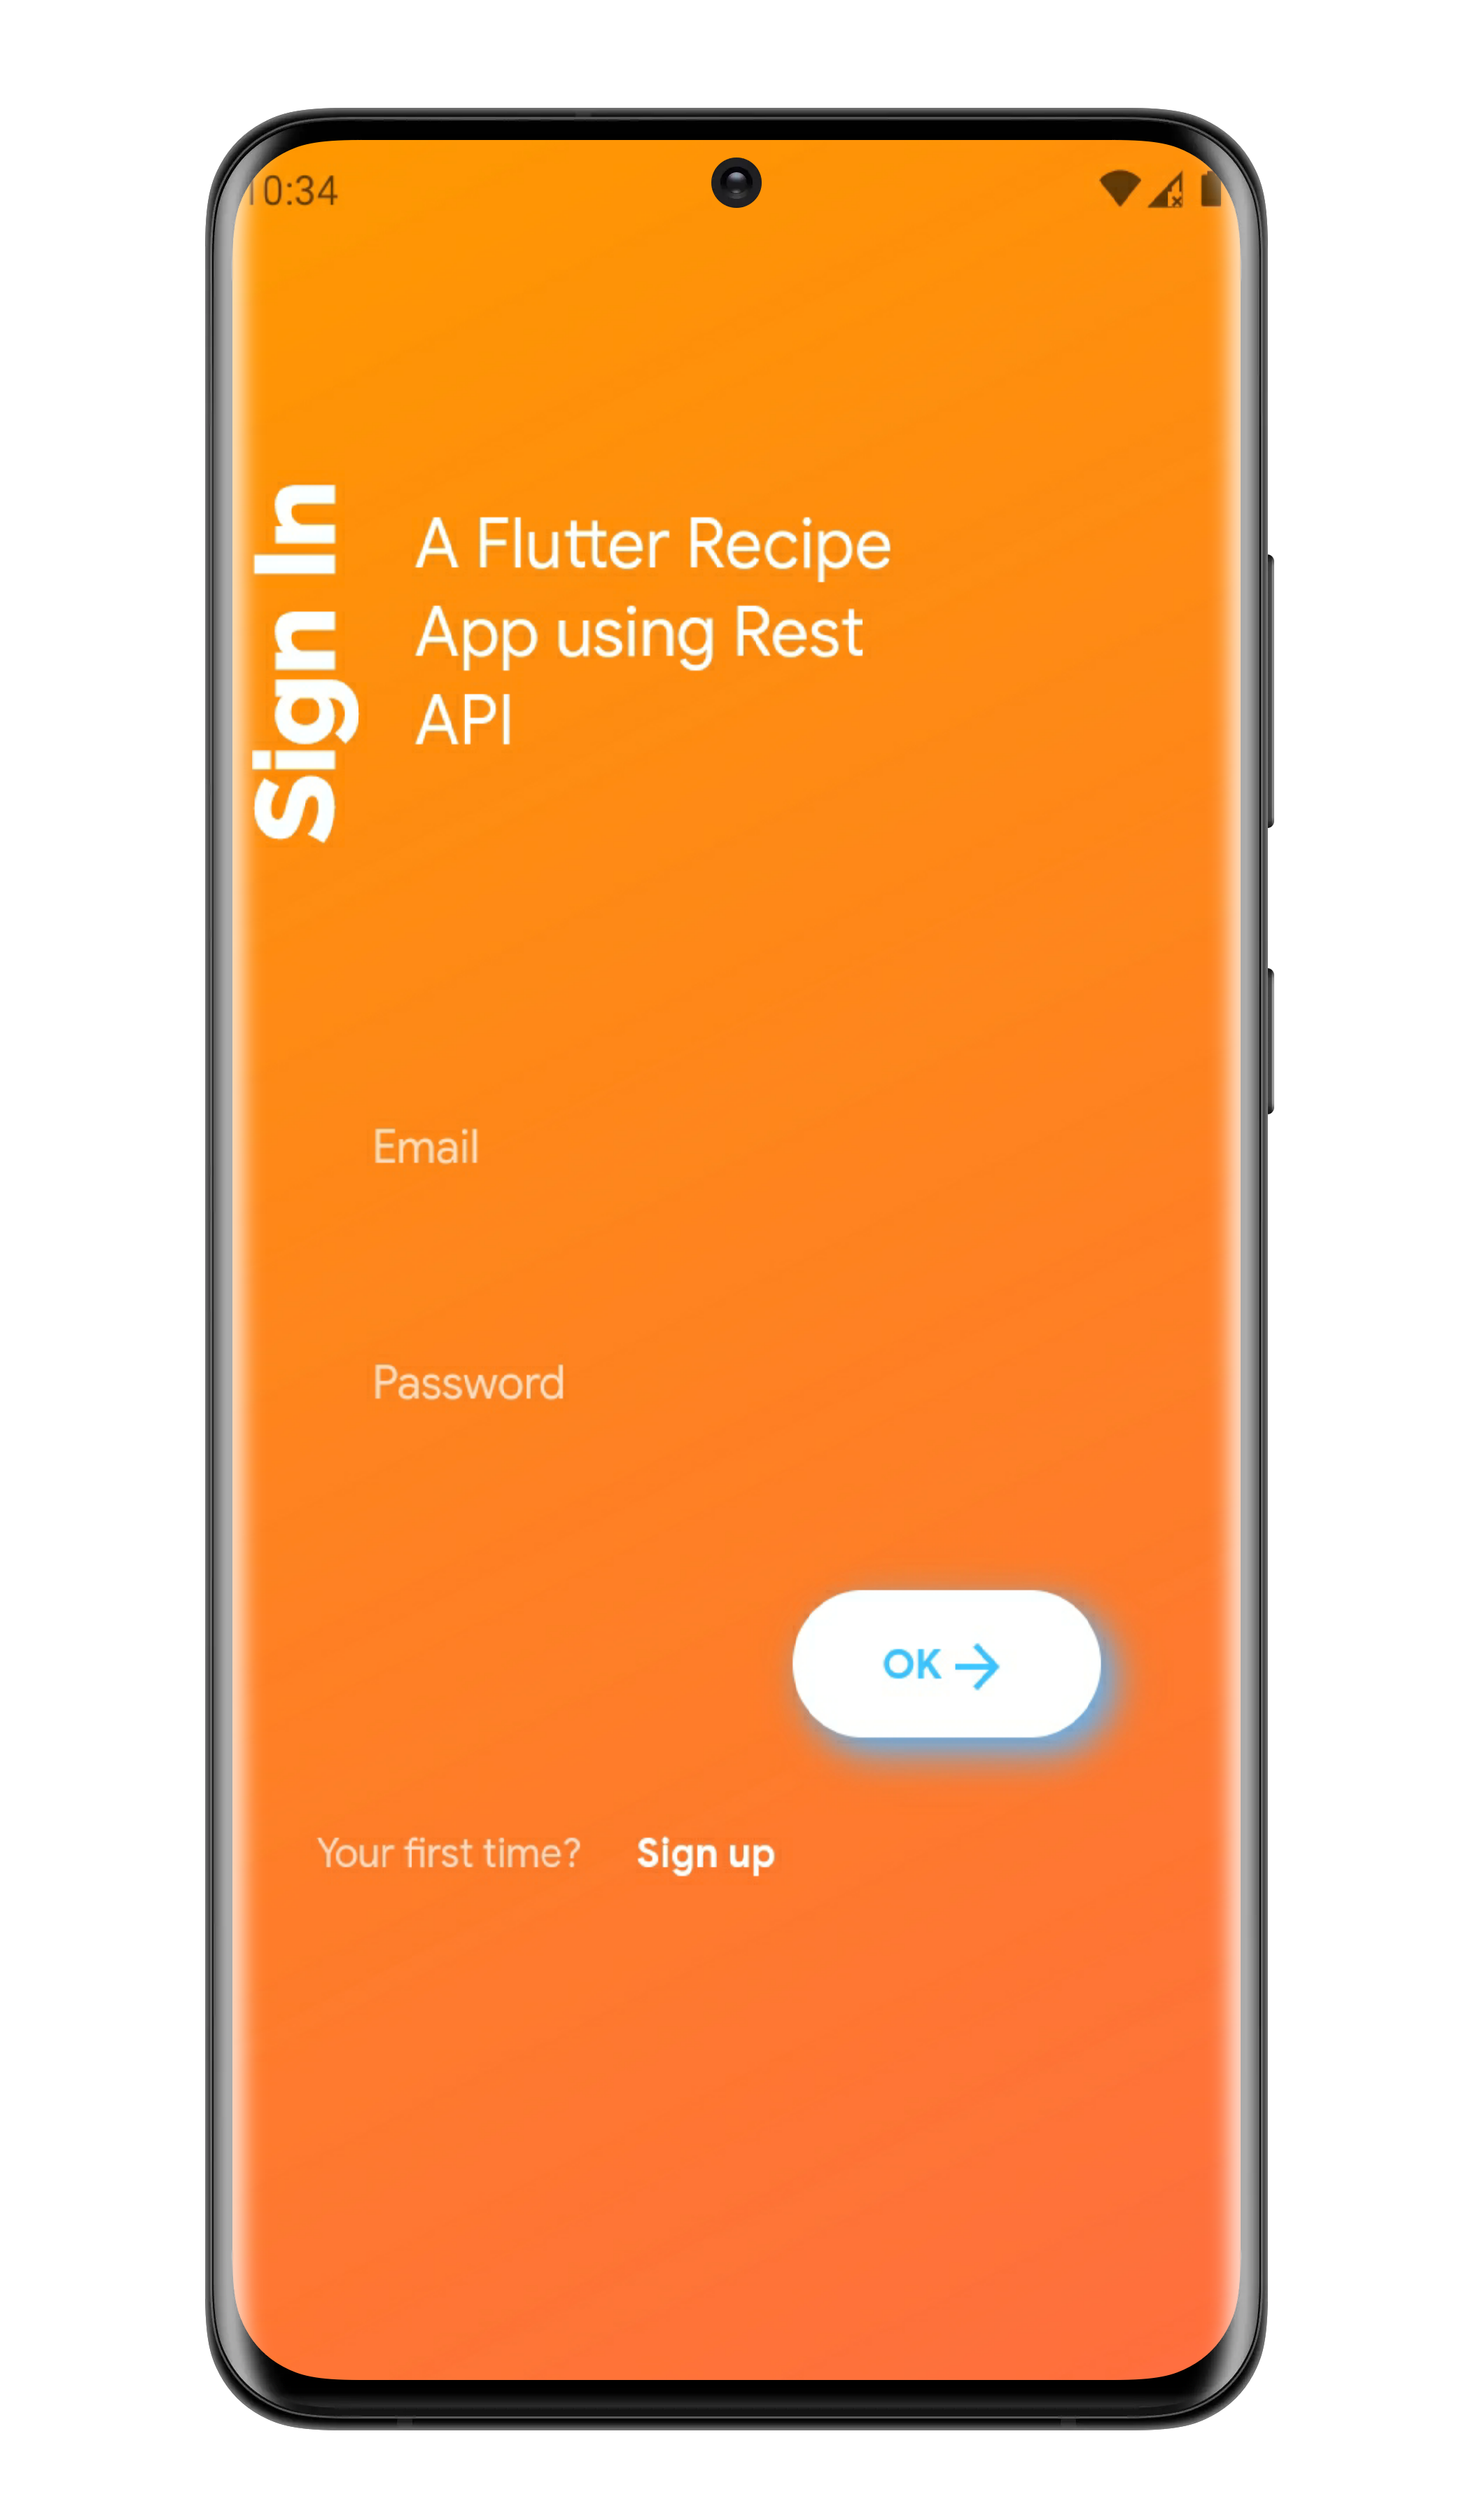 10:34
Sign In
A Flutter Recipe
App using Rest
API
Email
Password
OK
Your first time? Sign up